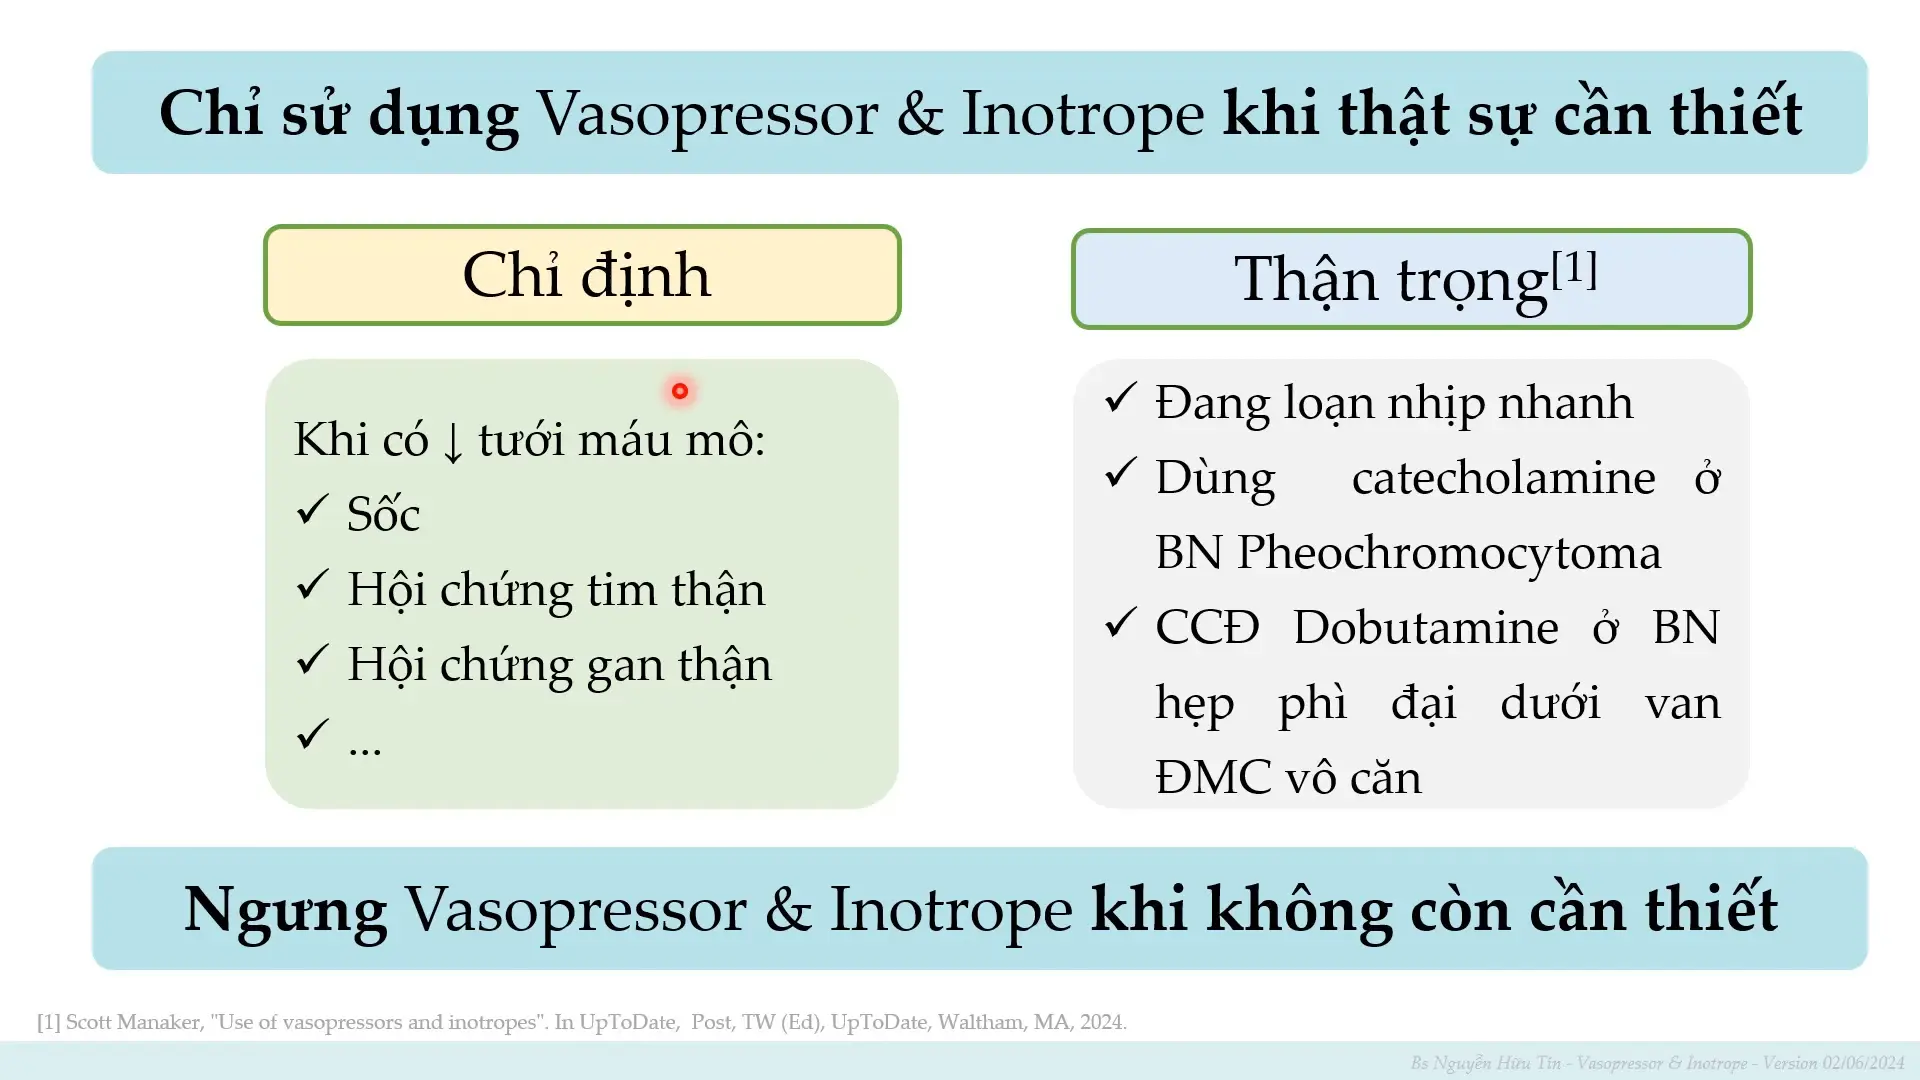 Chỉ sử dụng Vasopressor & Inotrope khi thật sự cần thiết
Chỉ định
Khi có ↓ tưới máu mô:
✓ Sốc
✓ Hội chứng tim thận
✓ Hội chứng gan thận
✓ ...
Thận trọng[1]
✓ Đang loạn nhịp nhanh
✓ Dùng catecholamine ở
BN Pheochromocytoma
✓ CCĐ Dobutamine ở BN
hẹp phì đại dưới van
ĐMC vô căn
Ngưng Vasopressor & Inotrope khi không còn cần thiết
[1] Scott Manaker, "Use of vasopressors and inotropes". In UpToDate, Post, TW (Ed), UpToDate, Waltham, MA, 2024.
Bs Nguyễn Hữu Tín - Vasopressor & Inotrope - Version 02/06/2024